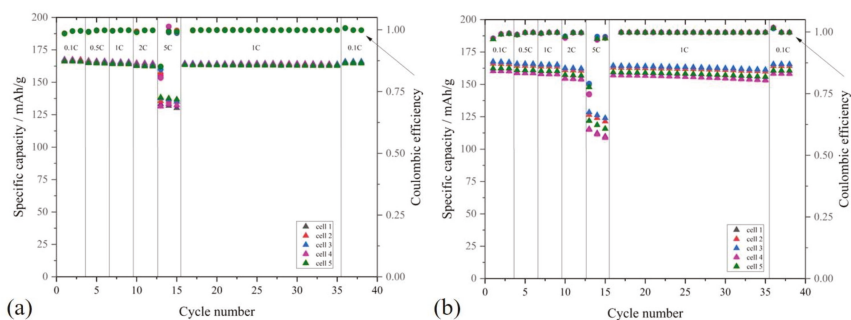 200
175
150
125
100
75
50
25
0
Specific capacity / mAh/g
0.1C 0.5C 1C 2C 5C 1C 0.1C
cell 1
cell 2
cell 3
cell 4
cell 5
1.00
0.75
0.50
0.25
0.00
Coulombic efficiency
0 5 10 15 20 25 30 35 40
Cycle number
(a)
200
175
150
125
100
75
50
25
0
Specific capacity / mAh/g
0.1C 0.5C 1C 2C 5C 1C 0.1C
cell 1
cell 2
cell 3
cell 4
cell 5
1.00
0.75
0.50
0.25
0.00
Coulombic efficiency
0 5 10 15 20 25 30 35 40
Cycle number
(b)